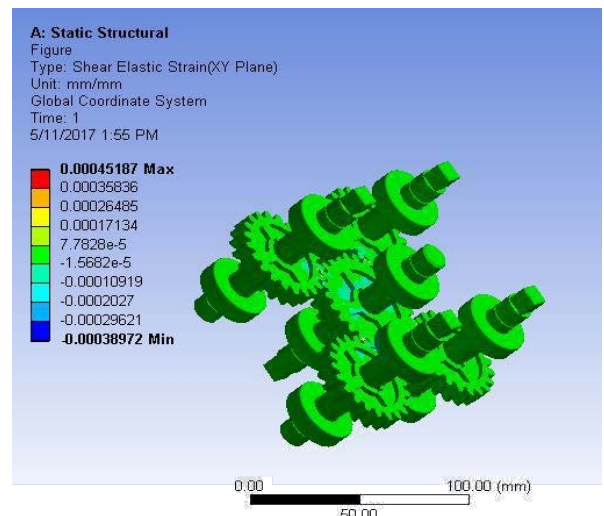 A: Static Structural
Figure
Type: Shear Elastic Strain(XY Plane)
Unit: mm/mm
Global Coordinate System
Time: 1
5/11/2017 1:55 PM
0.00045187 Max
0.00035836
0.00026485
0.00017134
7.7828e-5
-1.5682e-5
-0.00010919
-0.0002027
-0.00029621
-0.00038972 Min
0.00 100.00 (mm)
50.00